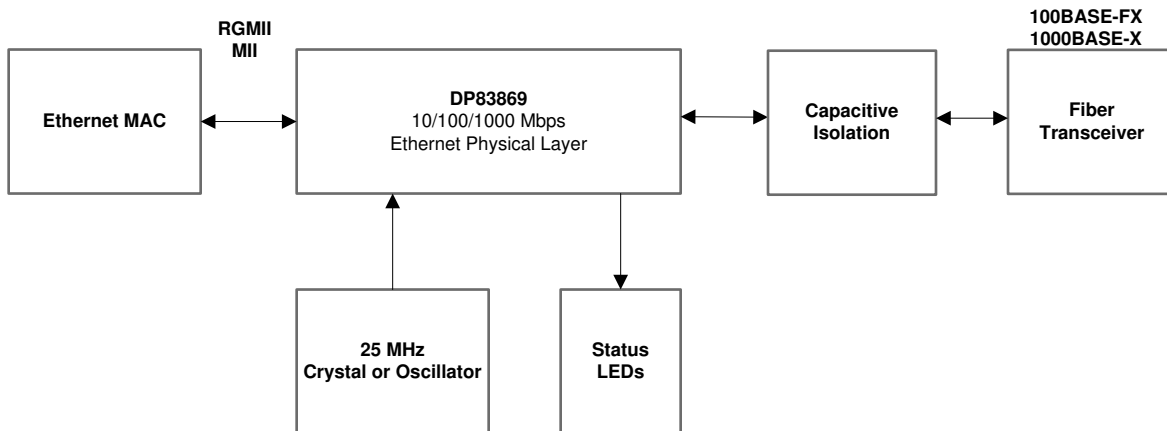 RGMII
MII
100BASE-FX
1000BASE-X
Ethernet MAC
DP83869
10/100/1000 Mbps
Ethernet Physical Layer
Capacitive
Isolation
Fiber
Transceiver
25 MHz
Crystal or Oscillator
Status
LEDs